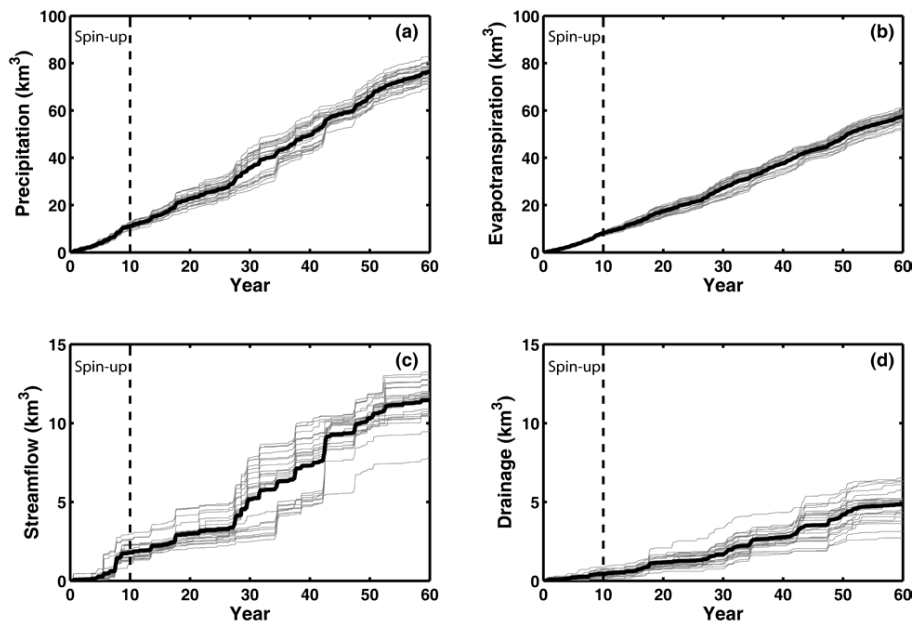 (a)
Spin-up
Precipitation (km³)
100
80
60
40
20
0
0 10 20 30 40 50 60
Year
(b)
Spin-up
Evapotranspiration (km³)
100
80
60
40
20
0
0 10 20 30 40 50 60
Year
(c)
Spin-up
Streamflow (km³)
15
10
5
0
0 10 20 30 40 50 60
Year
(d)
Spin-up
Drainage (km³)
15
10
5
0
0 10 20 30 40 50 60
Year